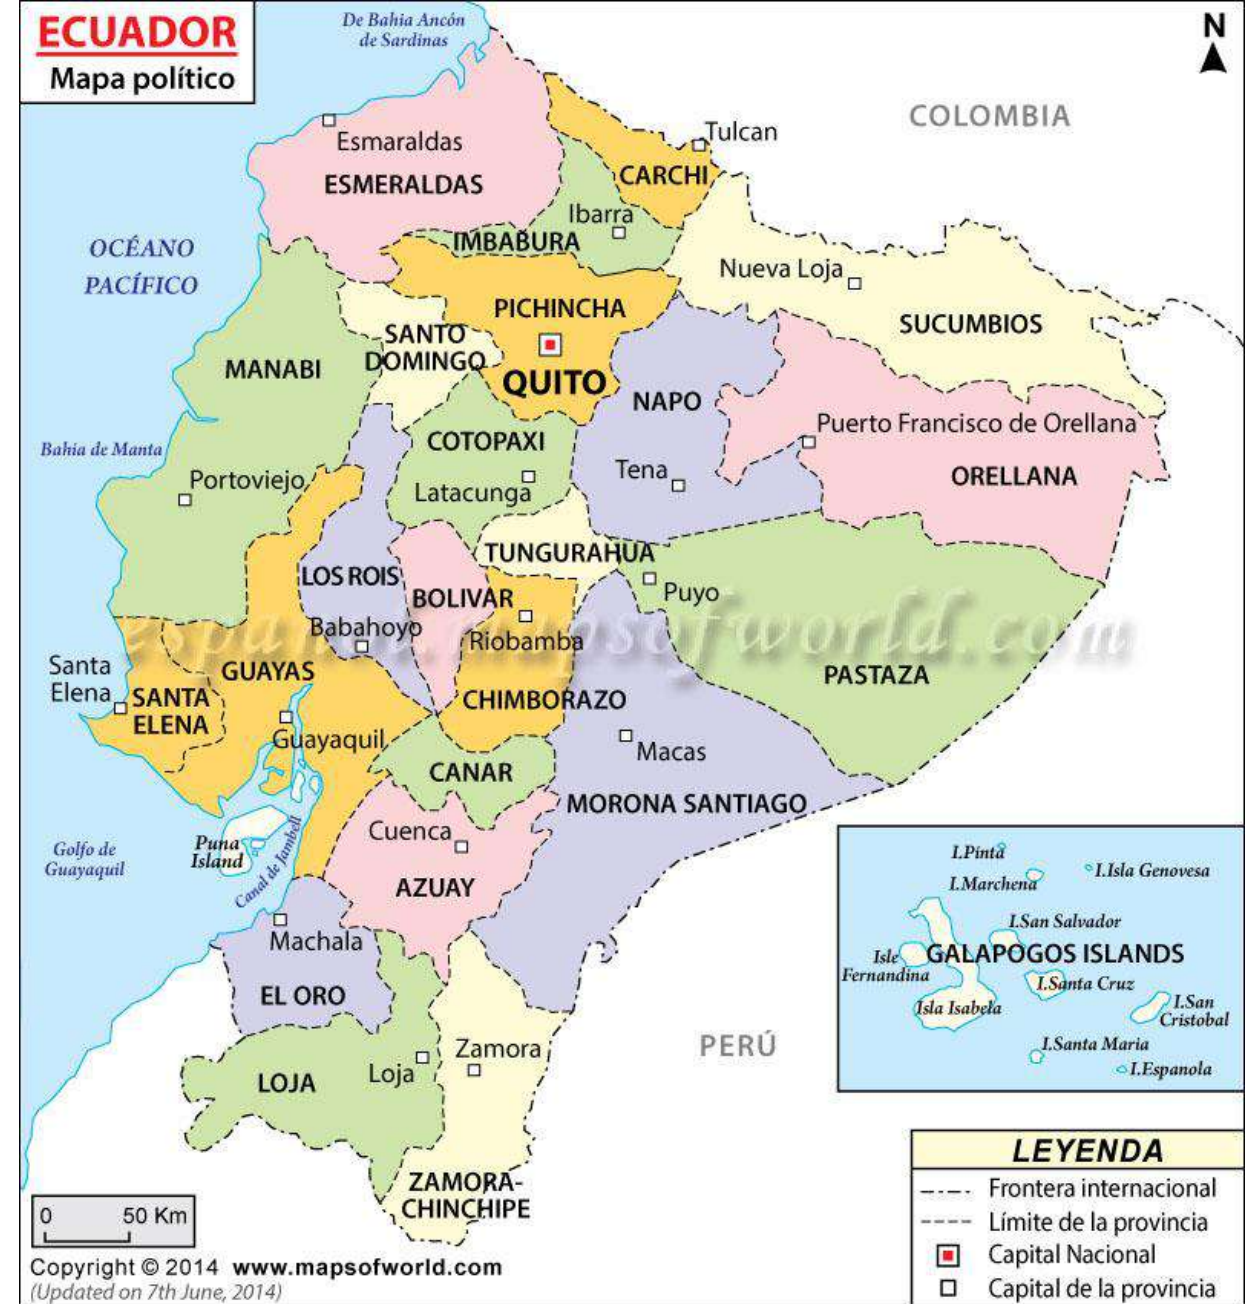 ECUADOR
Mapa político
De Bahia Ancón
de Sardinas
N
COLOMBIA
Tulcan
Esmaraldas
CARCHI
ESMERALDAS
Ibarra
IMBABURA
OCÉANO
PACÍFICO
Nueva Loja
PICHINCHA
SUCUMBIOS
SANTO
DOMINGO
MANABI
QUITO
NAPO
Puerto Francisco de Orellana
COTOPAXI
Bahia de Manta
Tena
ORELLANA
Portoviejo
Latacunga
TUNGURAHUA
LOS ROIS
BOLIVAR
Puyo
espanol.mapsofworld.com
Babahoyo
Riobamba
Santa
Elena
GUAYAS
PASTAZA
SANTA
ELENA
CHIMBORAZO
Guayaquil
Macas
CANAR
MORONA SANTIAGO
Cuenca
Puna
Island
Golfo de
Guayaquil
Canal de Jambell
AZUAY
Machala
EL ORO
PERÚ
Zamora
Loja
LOJA
ZAMORA-
CHINCHIPE
I.Pinta
I.Marchena
I.Isla Genovesa
I.San Salvador
GALAPOGOS ISLANDS
Isle
Fernandina
I.Santa Cruz
Isla Isabela
I.San
Cristobal
I.Santa Maria
I.Espanola
LEYENDA
Frontera internacional
Límite de la provincia
Capital Nacional
Capital de la provincia
0 50 Km
Copyright © 2014 www.mapsofworld.com
(Updated on 7th June, 2014)